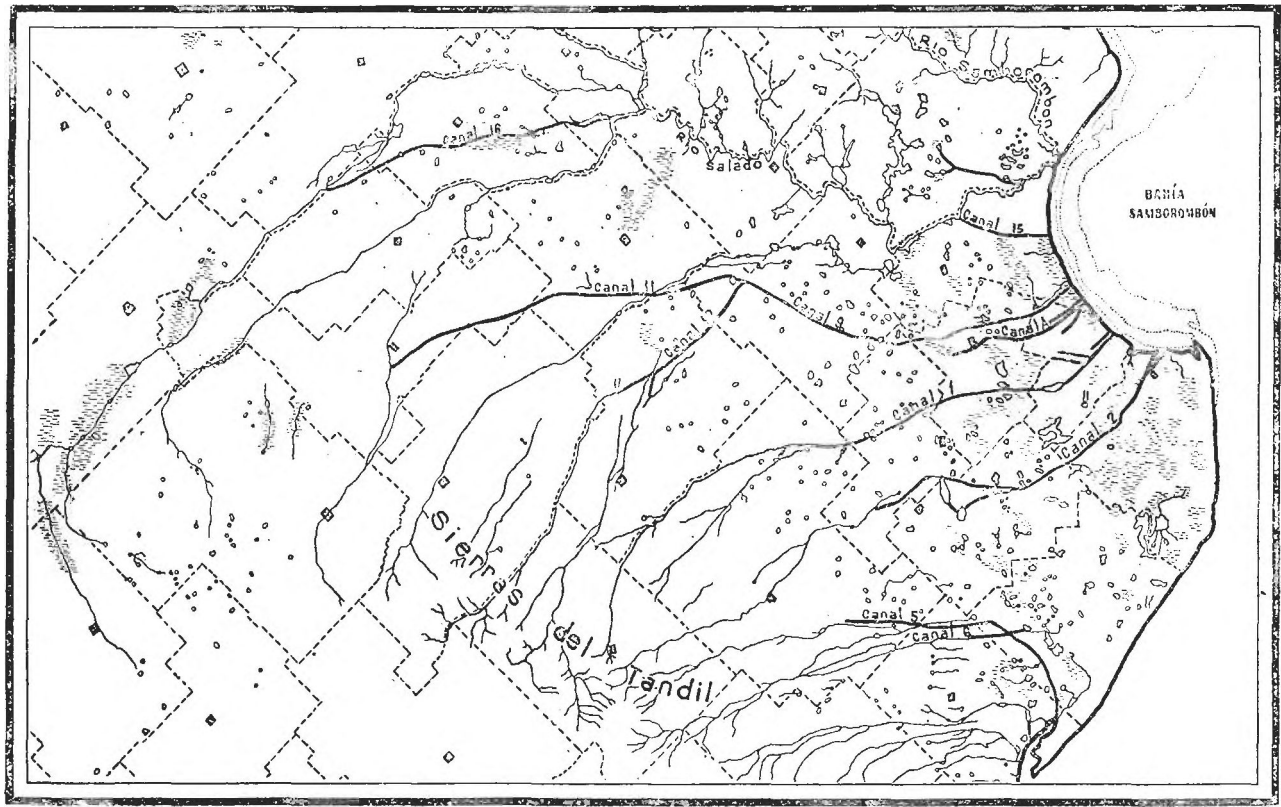 Río
Samborombón
Canal 16
Río
Salado
BAHÍA
SAMBOROMBÓN
Canal 15
Canal 11
Canal 9
Canal A
Canal
Canal 1
Canal 2
Sierras del Tandil
Canal 5
Canal 6